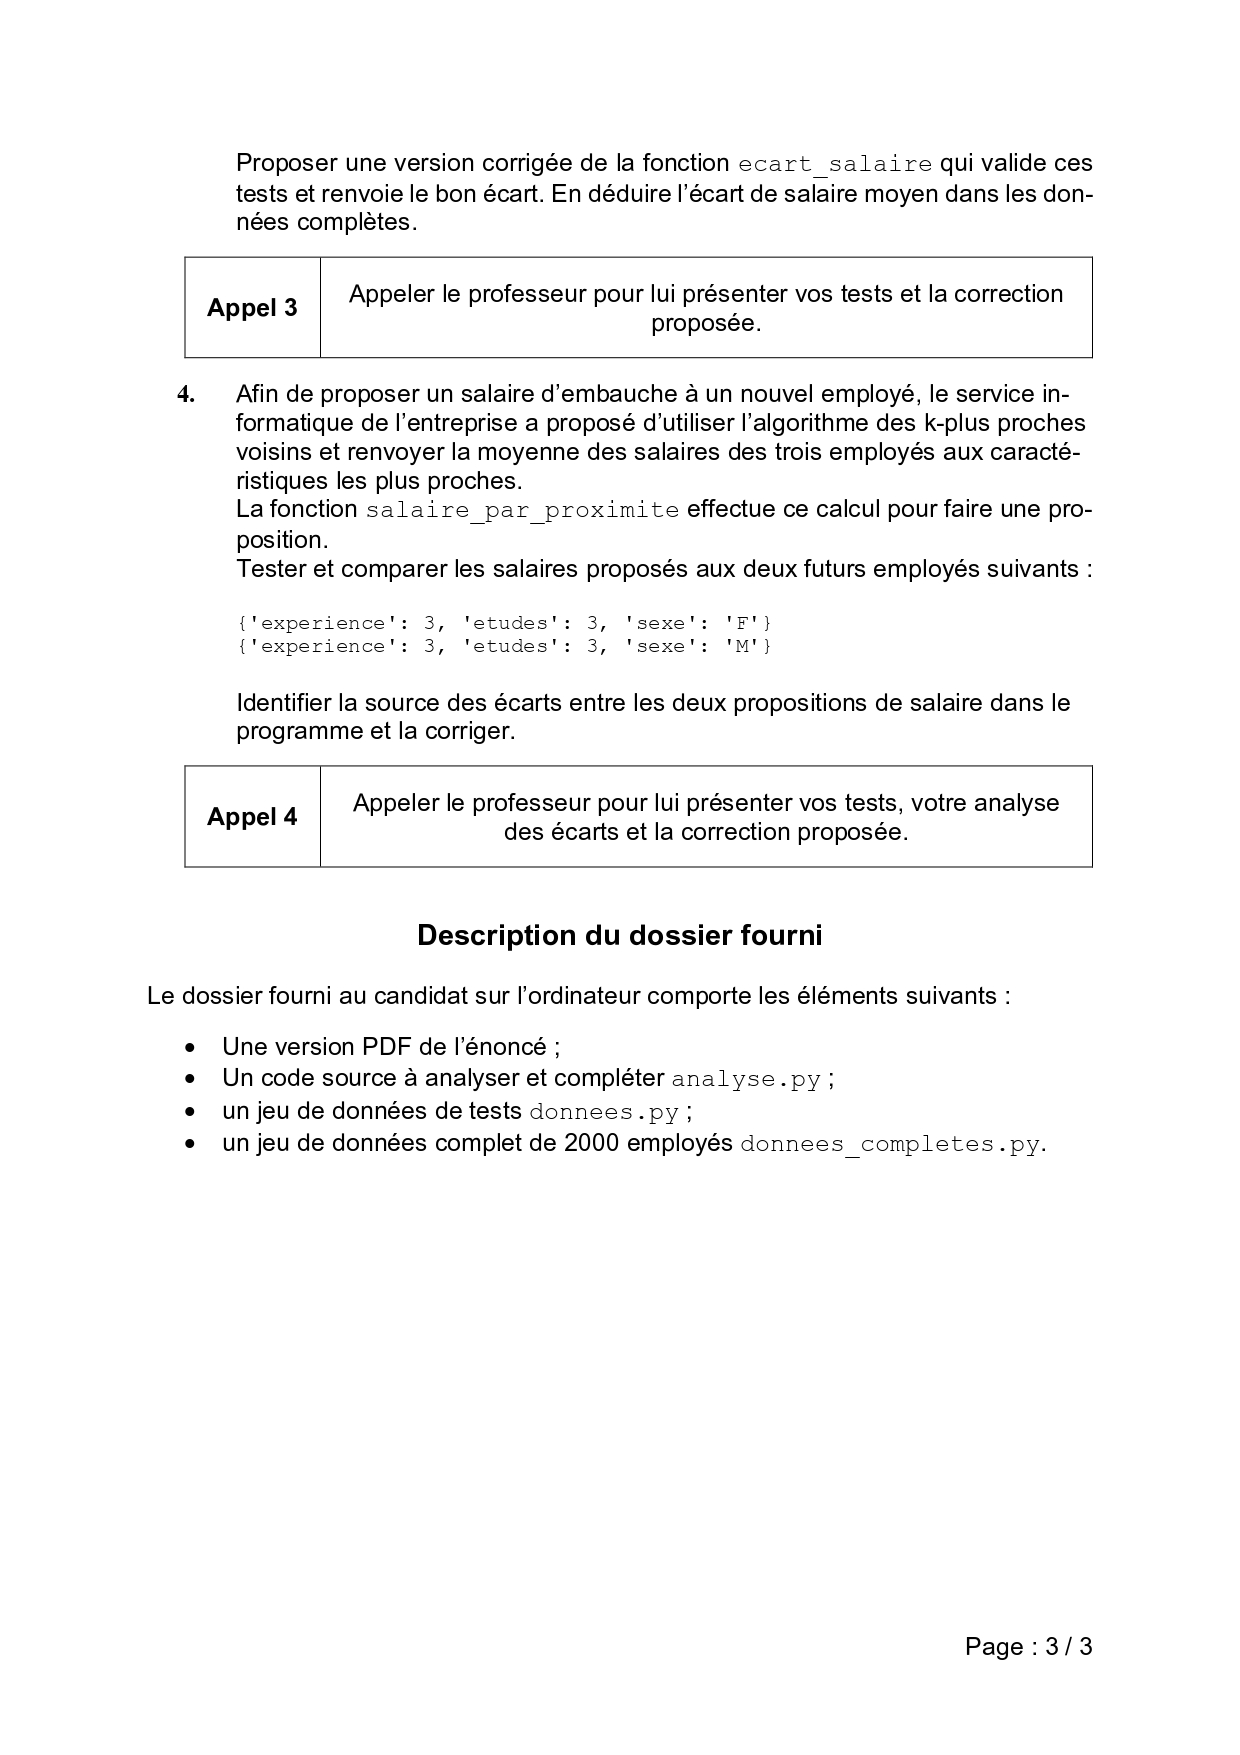 Proposer une version corrigée de la fonction ecart_salaire qui valide ces
tests et renvoie le bon écart. En déduire l’écart de salaire moyen dans les don-
nées complètes.
Appel 3
Appeler le professeur pour lui présenter vos tests et la correction
proposée.
4. Afin de proposer un salaire d’embauche à un nouvel employé, le service in-
formatique de l’entreprise a proposé d’utiliser l’algorithme des k-plus proches
voisins et renvoyer la moyenne des salaires des trois employés aux caracté-
ristiques les plus proches.
La fonction salaire_par_proximite effectue ce calcul pour faire une pro-
position.
Tester et comparer les salaires proposés aux deux futurs employés suivants :
{'experience': 3, 'etudes': 3, 'sexe': 'F'}
{'experience': 3, 'etudes': 3, 'sexe': 'M'}
Identifier la source des écarts entre les deux propositions de salaire dans le
programme et la corriger.
Appel 4
Appeler le professeur pour lui présenter vos tests, votre analyse
des écarts et la correction proposée.
Description du dossier fourni
Le dossier fourni au candidat sur l’ordinateur comporte les éléments suivants :
• Une version PDF de l’énoncé ;
• Un code source à analyser et compléter analyse.py ;
• un jeu de données de tests donnees.py ;
• un jeu de données complet de 2000 employés donnees_completes.py.
Page : 3 / 3